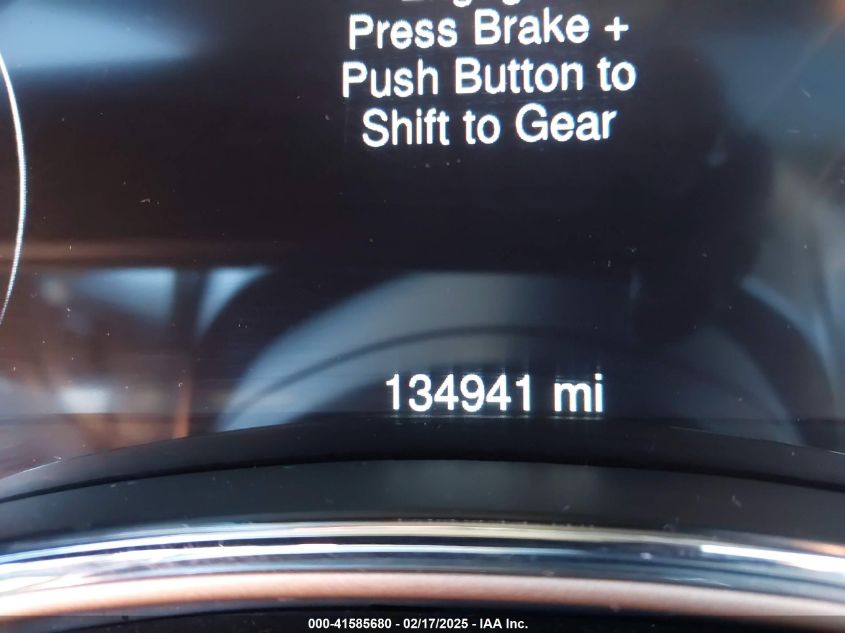 Press Brake +
Push Button to
Shift to Gear
134941 mi
000-41585680 - 02/17/2025 - IAA Inc.